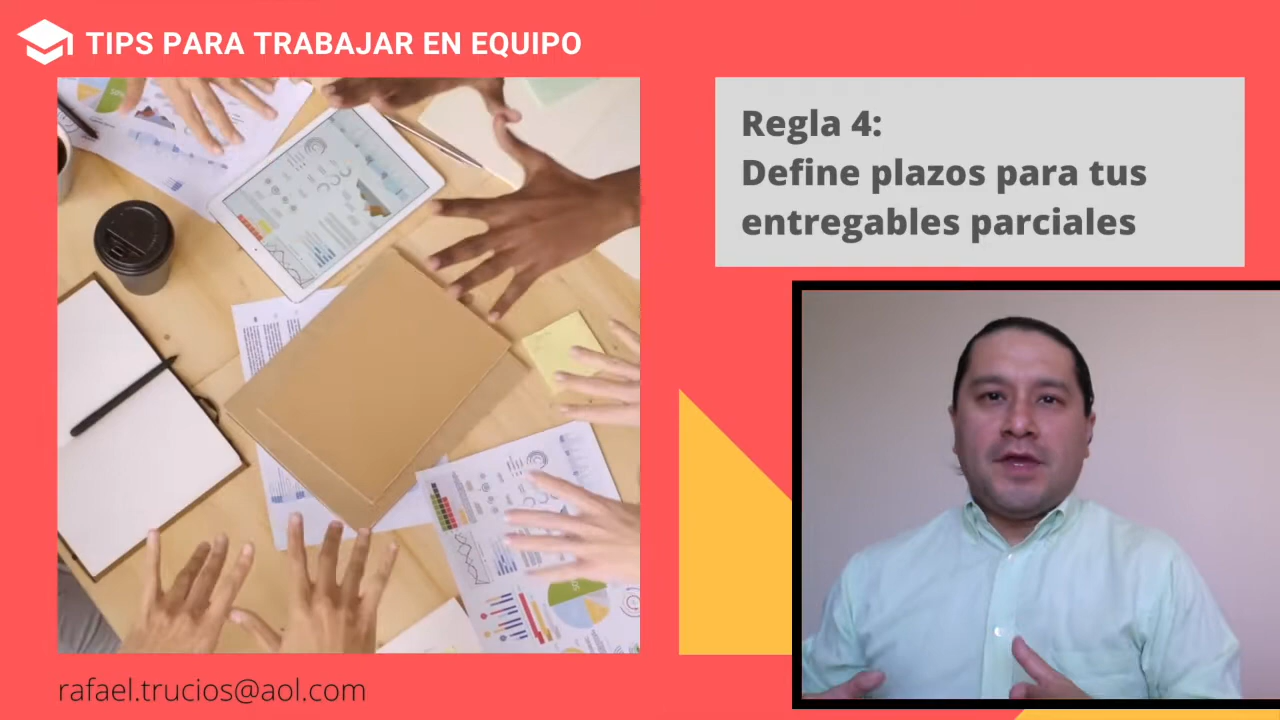 TIPS PARA TRABAJAR EN EQUIPO
Regla 4:
Define plazos para tus
entregables parciales
rafael.trucios@aol.com